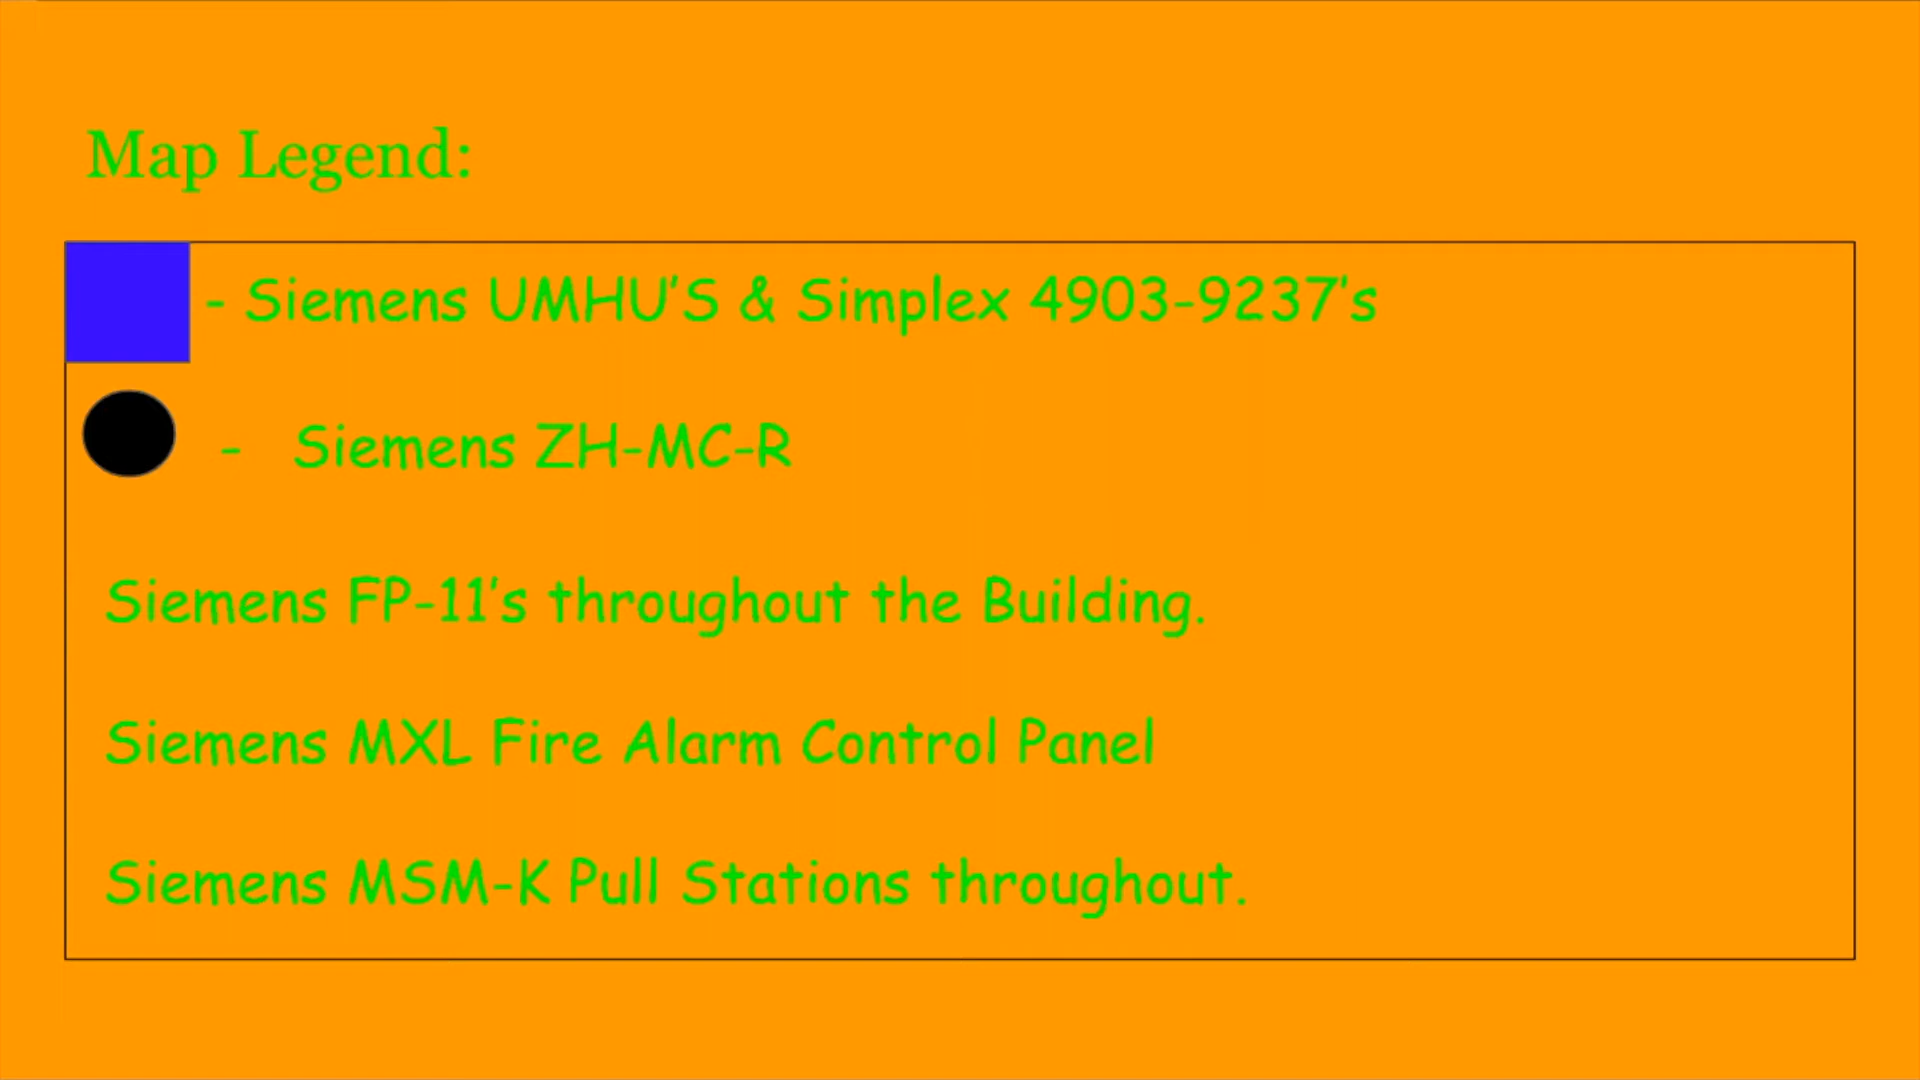 Map Legend:
- Siemens UMHU'S & Simplex 4903-9237's
- Siemens ZH-MC-R
Siemens FP-11's throughout the Building.
Siemens MXL Fire Alarm Control Panel
Siemens MSM-K Pull Stations throughout.